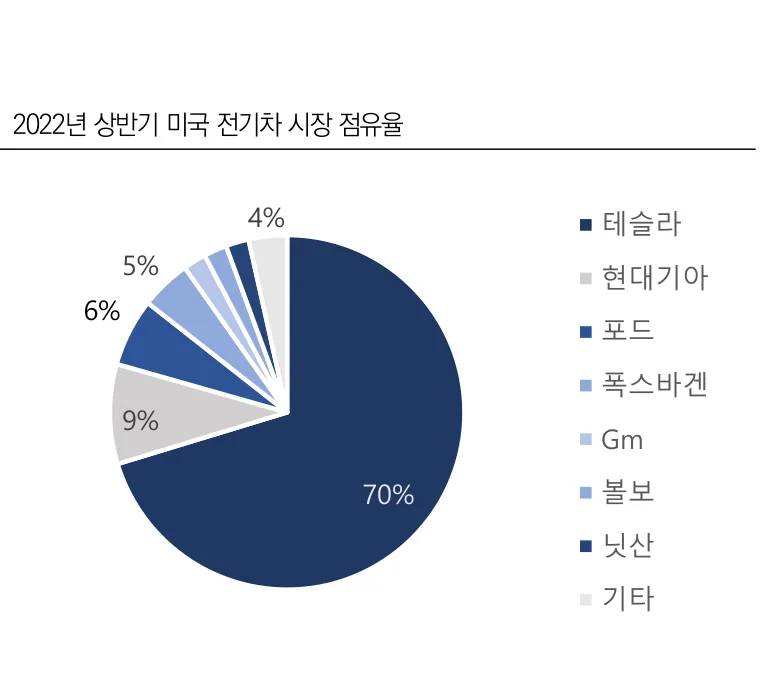 2022년 상반기 미국 전기차 시장 점유율
4%
5%
6%
9%
70%
테슬라
현대기아
포드
폭스바겐
Gm
볼보
닛산
기타